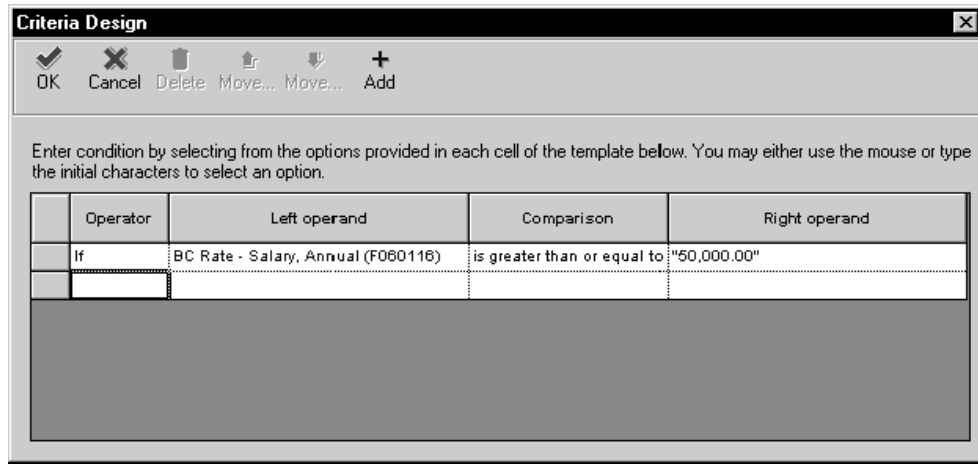 Criteria Design
OK Cancel Delete Move... Move... Add
Enter condition by selecting from the options provided in each cell of the template below. You may either use the mouse or type
the initial characters to select an option.
Operator Left operand Comparison Right operand
If BC Rate - Salary, Annual (F060116) is greater than or equal to "50,000.00"